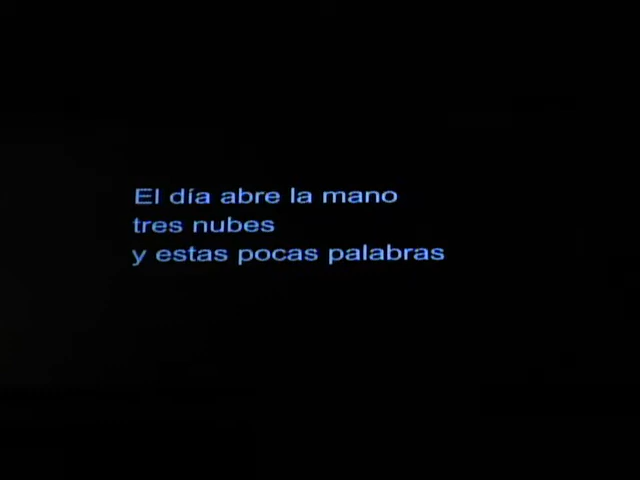 El día abre la mano
tres nubes
y estas pocas palabras